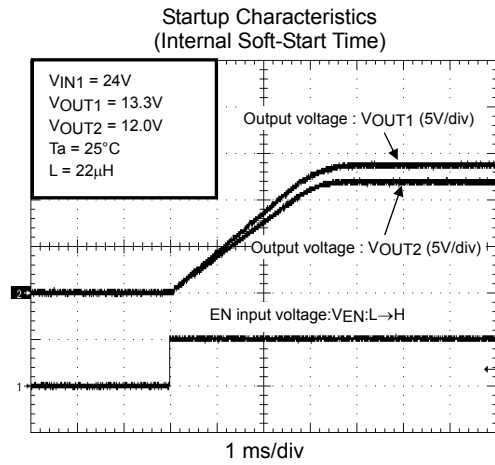 Startup Characteristics
(Internal Soft-Start Time)
VIN1 = 24V
VOUT1 = 13.3V
VOUT2 = 12.0V
Ta = 25°C
L = 22μH
Output voltage : VOUT1 (5V/div)
Output voltage : VOUT2 (5V/div)
2
EN input voltage:VEN:L→H
1
1 ms/div